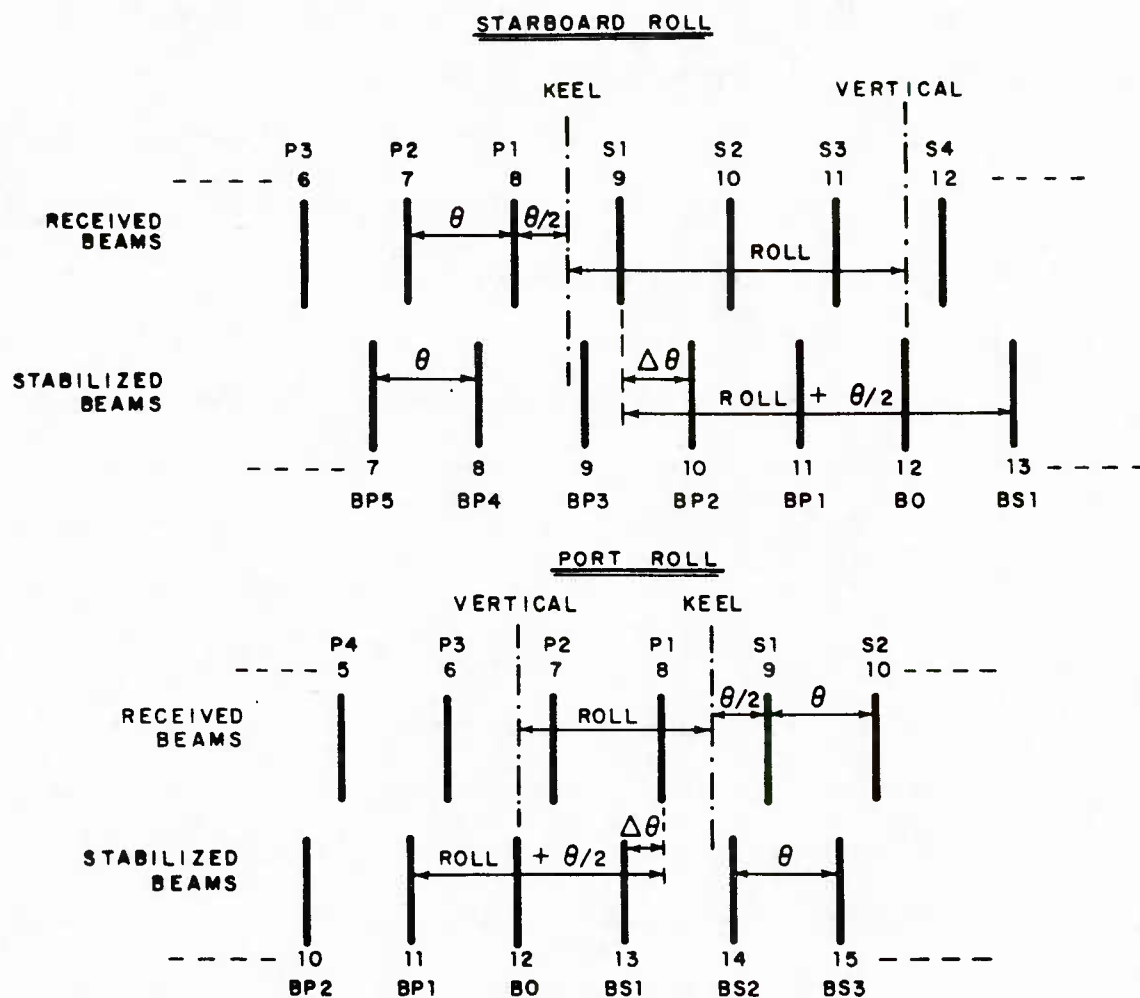 STARBOARD ROLL
KEEL VERTICAL
P3 P2 P1 S1 S2 S3 S4
6 7 8 9 10 11 12
RECEIVED
BEAMS
θ θ/2
ROLL
STABILIZED
BEAMS
θ Δθ
ROLL + θ/2
7 8 9 10 11 12 13
BP5 BP4 BP3 BP2 BP1 BO BS1
PORT ROLL
VERTICAL KEEL
P4 P3 P2 P1 S1 S2
5 6 7 8 9 10
RECEIVED
BEAMS
ROLL θ/2 θ
Δθ
STABILIZED
BEAMS
ROLL + θ/2 θ
10 11 12 13 14 15
BP2 BP1 BO BS1 BS2 BS3